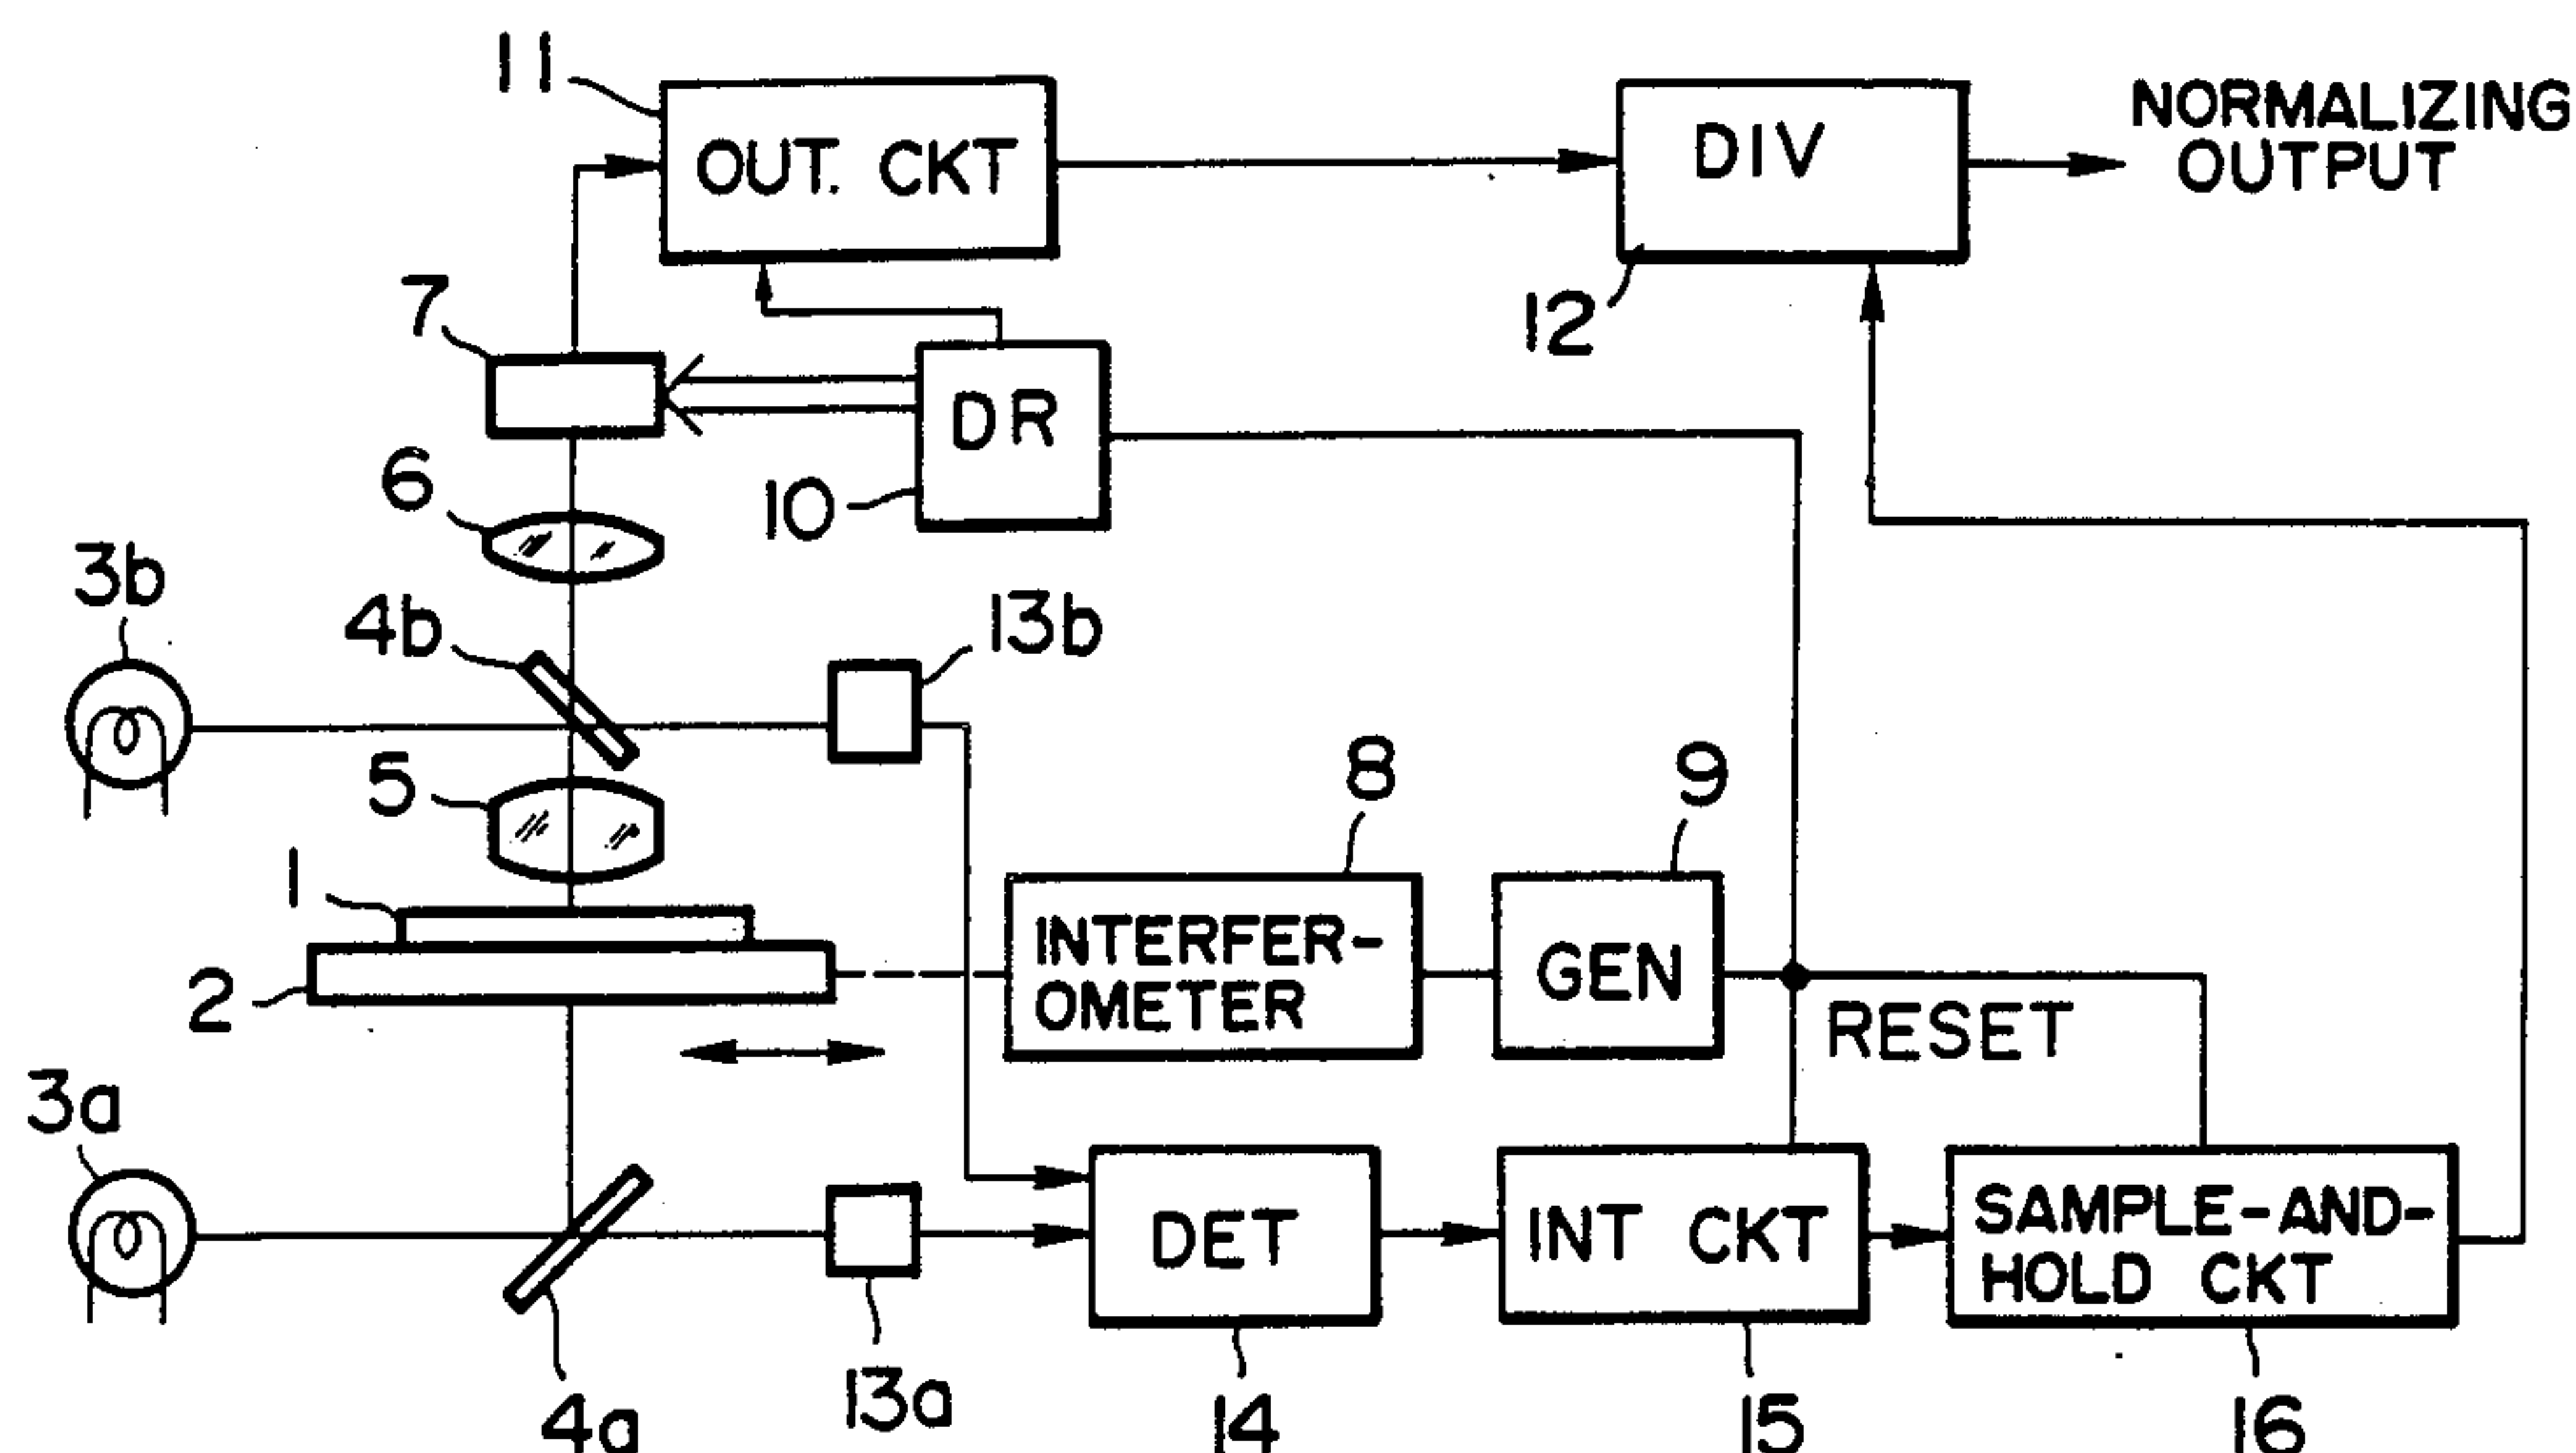 11
OUT. CKT
DIV
NORMALIZING
OUTPUT
12
7
DR
10
6
3b
4b
13b
5
8
9
1
INTERFER-
OMETER
GEN
2
RESET
3a
DET
INT CKT
SAMPLE-AND-
HOLD CKT
4a
13a
14
15
16